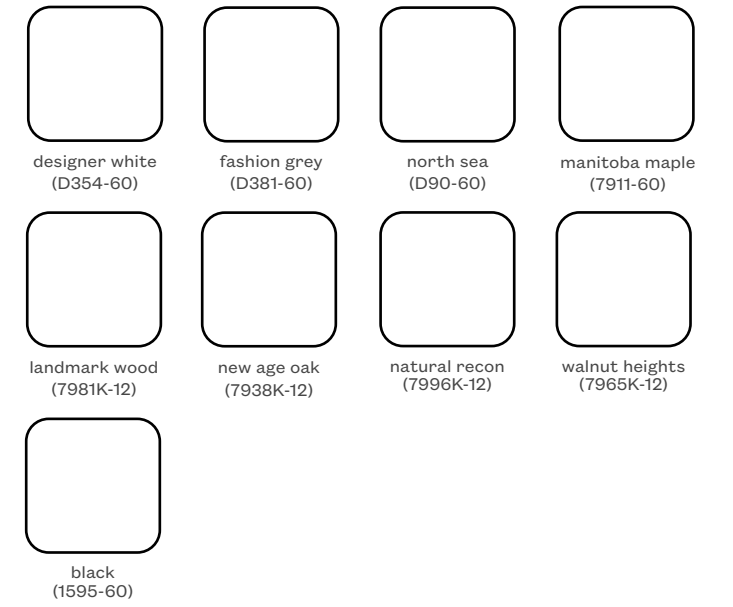 designer white
(D354-60)
fashion grey
(D381-60)
north sea
(D90-60)
manitoba maple
(7911-60)
landmark wood
(7981K-12)
new age oak
(7938K-12)
natural recon
(7996K-12)
walnut heights
(7965K-12)
black
(1595-60)